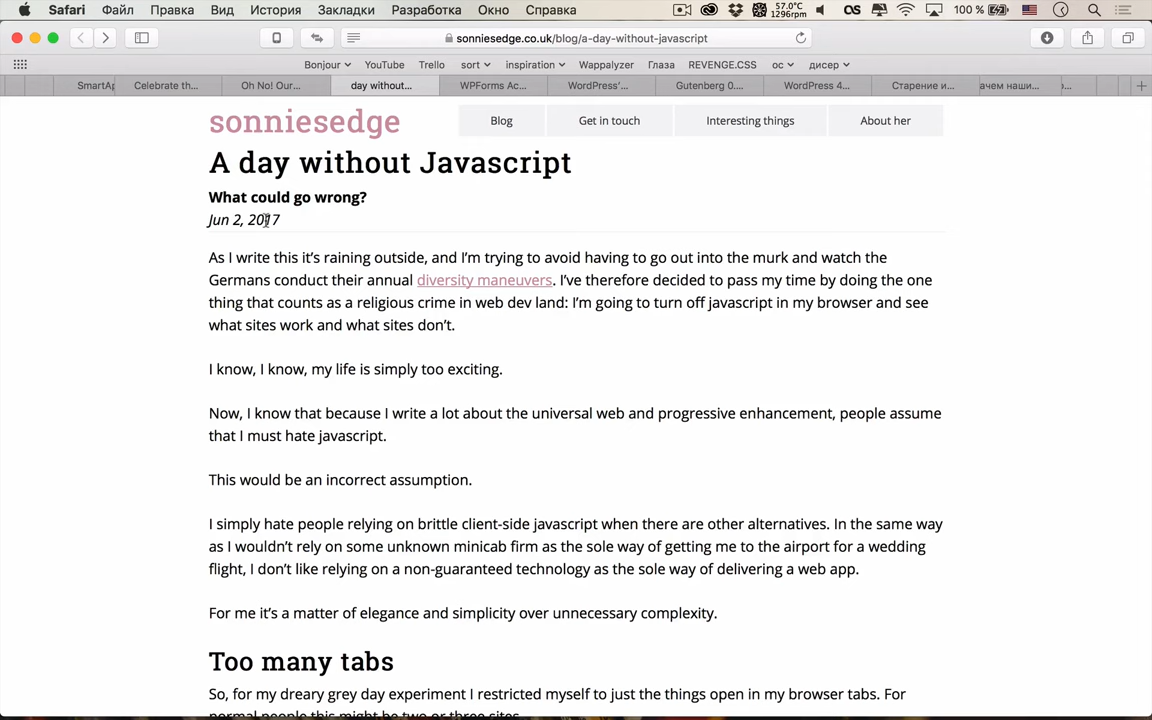 Safari Файл Правка Вид История Закладки Разработка Окно Справка 57.0°C 1296rpm 100 %
sonniesedge.co.uk/blog/a-day-without-javascript
Bonjour YouTube Trello sort inspiration Wappalyzer Глаза REVENGE.CSS ос дисер
SmartAp Celebrate th... Oh No! Our... day without... WPForms Ac... WordPress'... Gutenberg 0.... WordPress 4... Старение и... ачем наши...
sonniesedge Blog Get in touch Interesting things About her
A day without Javascript
What could go wrong?
Jun 2, 2017
As I write this it's raining outside, and I'm trying to avoid having to go out into the murk and watch the
Germans conduct their annual diversity maneuvers. I've therefore decided to pass my time by doing the one
thing that counts as a religious crime in web dev land: I'm going to turn off javascript in my browser and see
what sites work and what sites don't.
I know, I know, my life is simply too exciting.
Now, I know that because I write a lot about the universal web and progressive enhancement, people assume
that I must hate javascript.
This would be an incorrect assumption.
I simply hate people relying on brittle client-side javascript when there are other alternatives. In the same way
as I wouldn't rely on some unknown minicab firm as the sole way of getting me to the airport for a wedding
flight, I don't like relying on a non-guaranteed technology as the sole way of delivering a web app.
For me it's a matter of elegance and simplicity over unnecessary complexity.
Too many tabs
So, for my dreary grey day experiment I restricted myself to just the things open in my browser tabs. For
normal people this might be two or three sites.